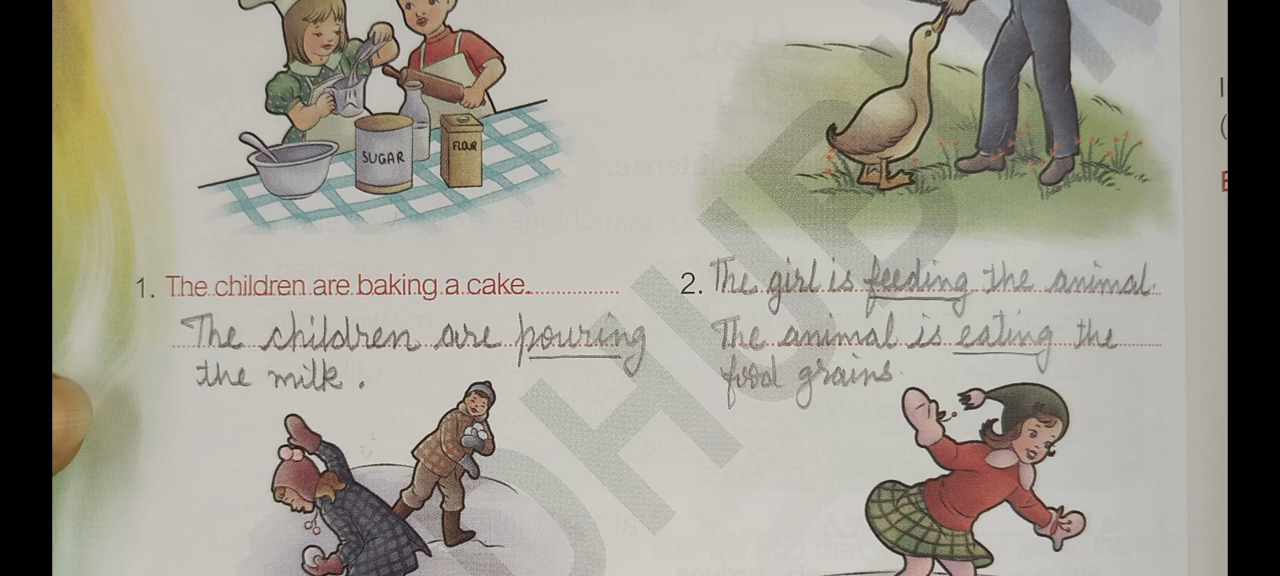 SUGAR
FLOUR
1. The children are baking a cake.
The children are pouring
the milk.
2. The girl is feeding the animal.
The animal is eating the
food grains.